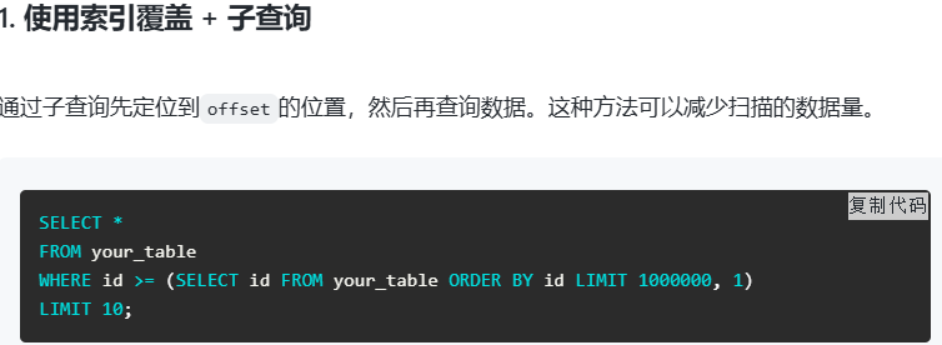 1. 使用索引覆盖 + 子查询
通过子查询先定位到 offset 的位置，然后再查询数据。这种方法可以减少扫描的数据量。
复制代码
SELECT *
FROM your_table
WHERE id >= (SELECT id FROM your_table ORDER BY id LIMIT 1000000, 1)
LIMIT 10;